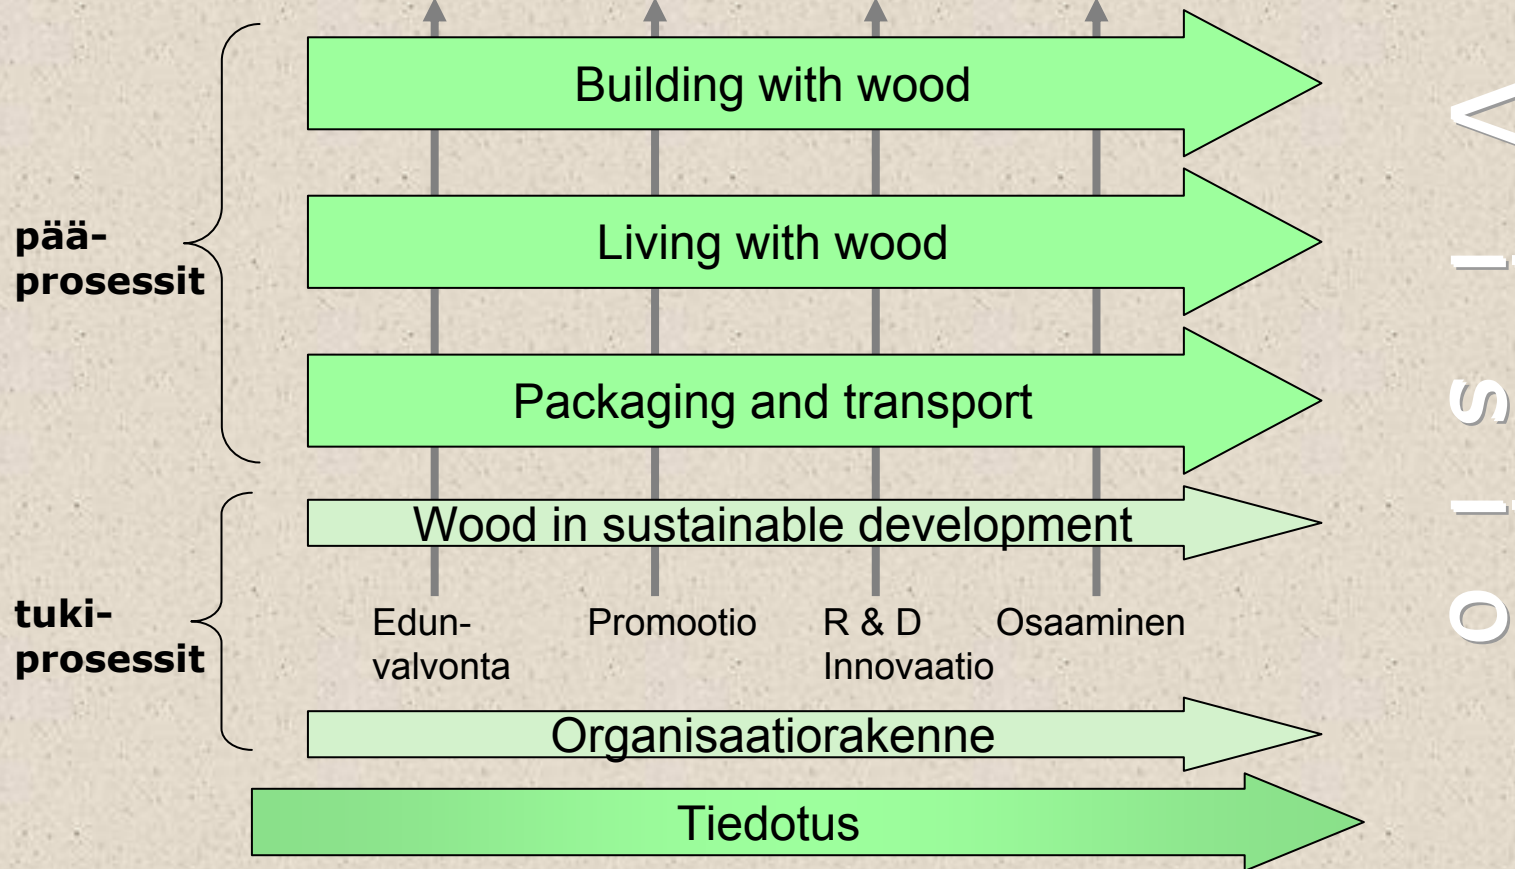 Building with wood
Living with wood
pää-
prosessit
Packaging and transport
Wood in sustainable development
tuki-
prosessit
Edun-
valvonta
Promootio
R & D
Innovaatio
Osaaminen
Organisaatiorakenne
Tiedotus
Visio